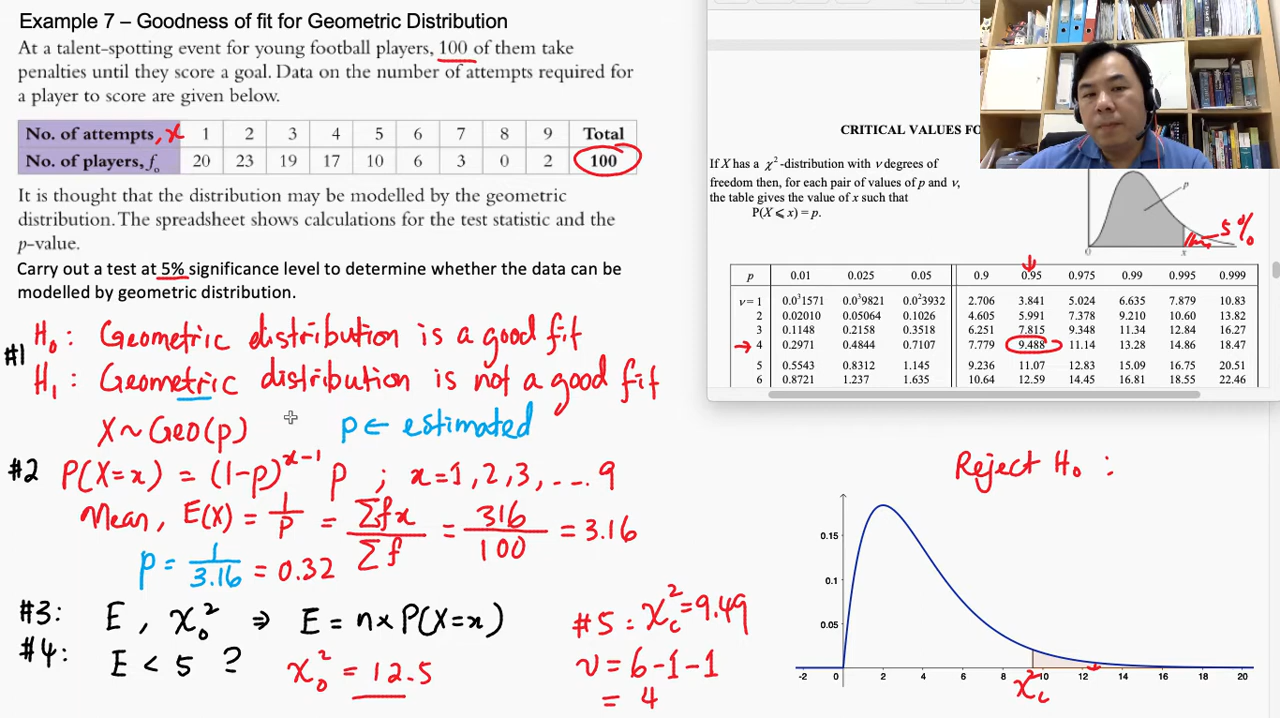 Example 7 – Goodness of fit for Geometric Distribution
At a talent-spotting event for young football players, 100 of them take
penalties until they score a goal. Data on the number of attempts required for
a player to score are given below.
No. of attempts, x 1 2 3 4 5 6 7 8 9 Total
No. of players, f₀ 20 23 19 17 10 6 3 0 2 100
It is thought that the distribution may be modelled by the geometric
distribution. The spreadsheet shows calculations for the test statistic and the
p-value.
Carry out a test at 5% significance level to determine whether the data can be
modelled by geometric distribution.
#1
H₀ : Geometric distribution is a good fit
H₁ : Geometric distribution is not a good fit
X~Geo(p) p ← estimated
#2 P(X=x) = (1-p)^(x-1) p ; x=1,2,3,....9
Mean, E(X) = 1/p = Σfx/Σf = 316/100 = 3.16
p = 1/3.16 = 0.32
#3: E, χ₀² ⇒ E = n×P(X=x)
#4: E < 5 ?
χ₀² = 12.5
#5 : χc² = 9.49
ν = 6-1-1
= 4
CRITICAL VALUES FO
If X has a χ²-distribution with ν degrees of
freedom then, for each pair of values of p and ν,
the table gives the value of x such that
P(X ⩽ x) = p.
p
5%
0 x
p 0.01 0.025 0.05 0.9 0.95 0.975 0.99 0.995 0.999
ν=1 0.0³1571 0.0³9821 0.0²3932 2.706 3.841 5.024 6.635 7.879 10.83
2 0.02010 0.05064 0.1026 4.605 5.991 7.378 9.210 10.60 13.82
3 0.1148 0.2158 0.3518 6.251 7.815 9.348 11.34 12.84 16.27
4 0.2971 0.4844 0.7107 7.779 9.488 11.14 13.28 14.86 18.47
5 0.5543 0.8312 1.145 9.236 11.07 12.83 15.09 16.75 20.51
6 0.8721 1.237 1.635 10.64 12.59 14.45 16.81 18.55 22.46
Reject H₀ :
0.15
0.1
0.05
-2 0 2 4 6 8 10 12 14 16 18 20
χc²